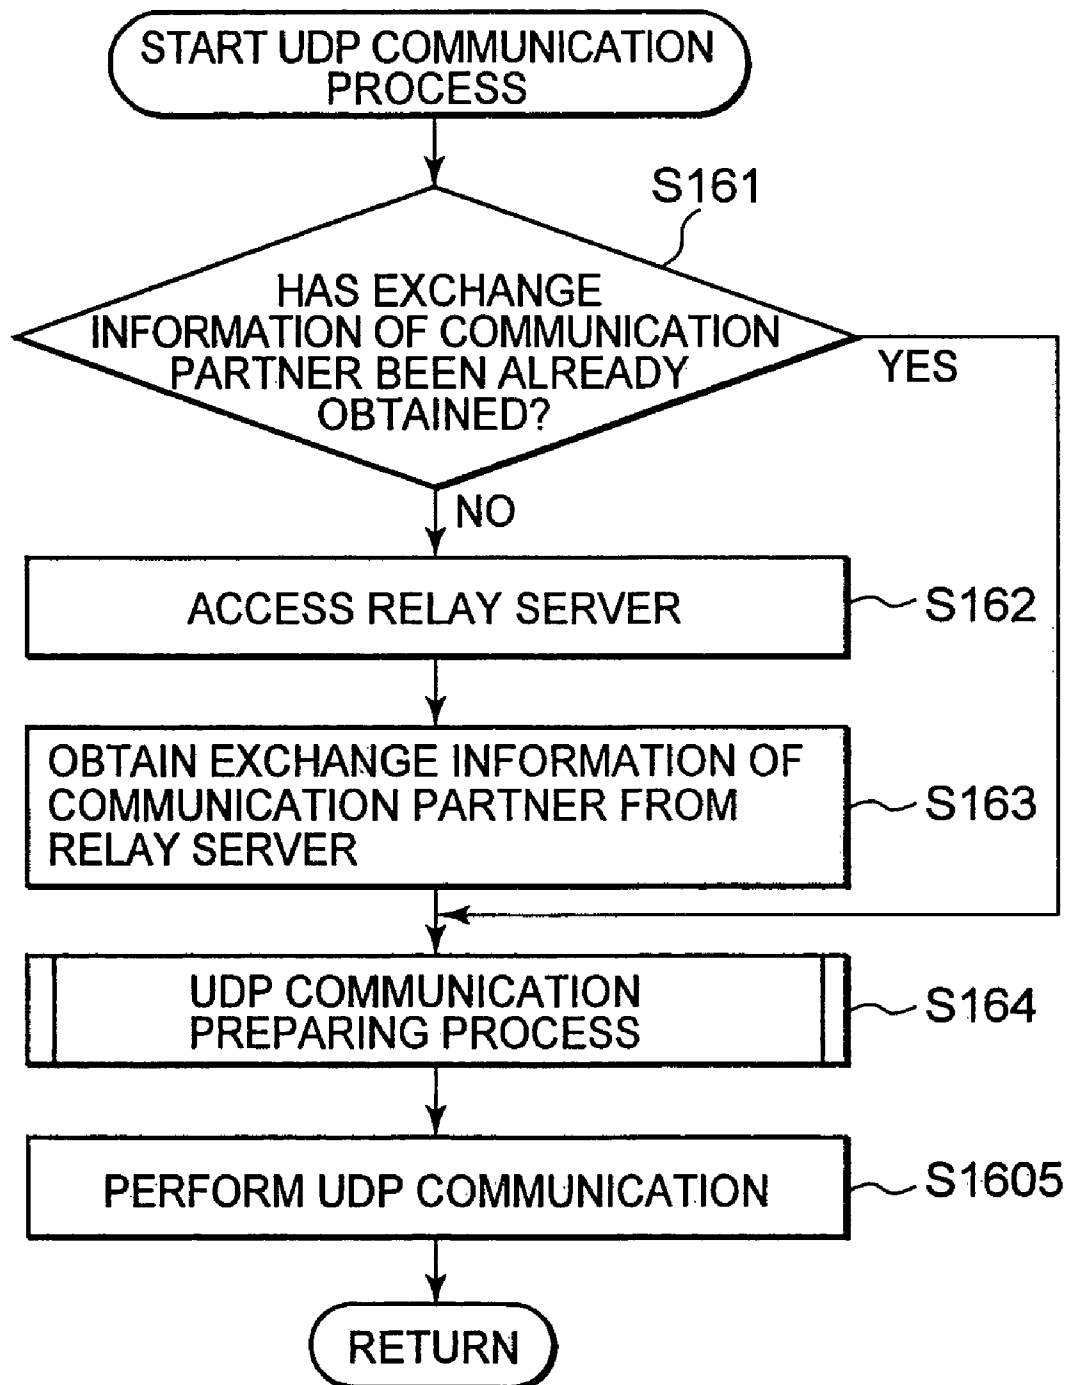 START UDP COMMUNICATION
PROCESS
S161
HAS EXCHANGE
INFORMATION OF COMMUNICATION
PARTNER BEEN ALREADY
OBTAINED?
YES
NO
ACCESS RELAY SERVER
S162
OBTAIN EXCHANGE INFORMATION OF
COMMUNICATION PARTNER FROM
RELAY SERVER
S163
UDP COMMUNICATION
PREPARING PROCESS
S164
PERFORM UDP COMMUNICATION
S1605
RETURN